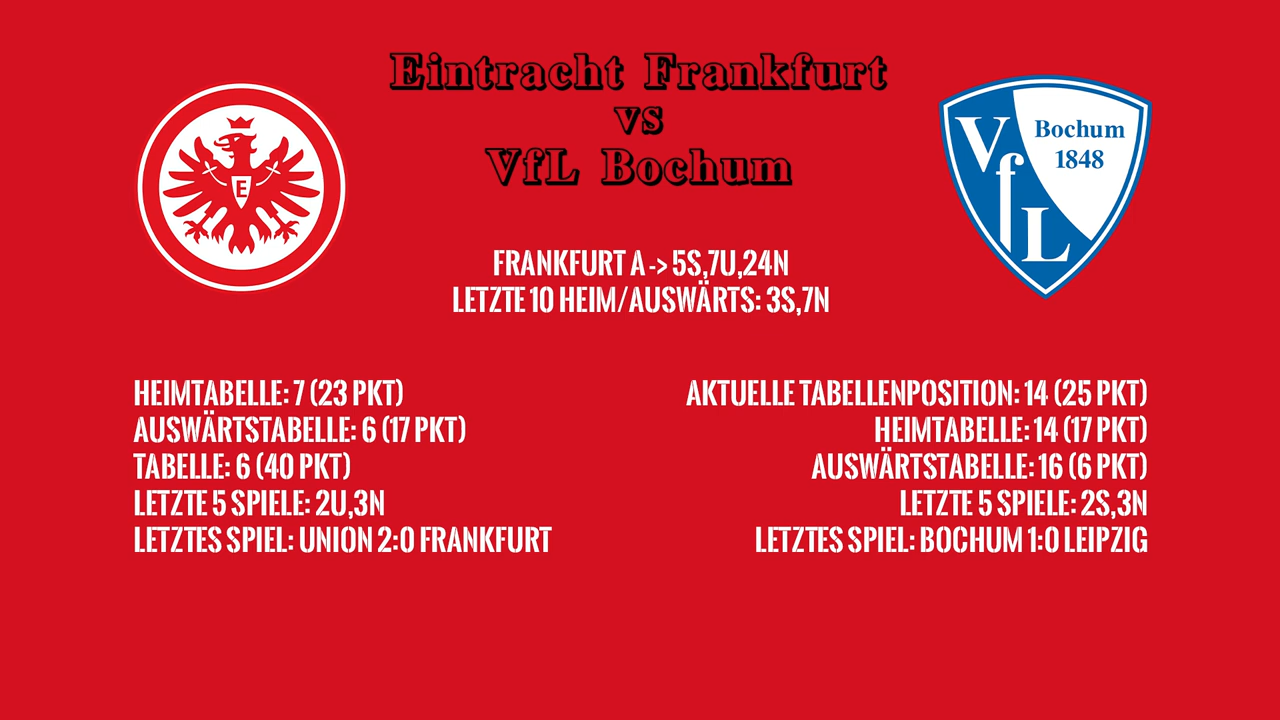 Eintracht Frankfurt
vs
VfL Bochum
E
VfL
Bochum
1848
FRANKFURT A -> 5S,7U,24N
LETZTE 10 HEIM/AUSWÄRTS: 3S,7N
HEIMTABELLE: 7 (23 PKT)
AUSWÄRTSTABELLE: 6 (17 PKT)
TABELLE: 6 (40 PKT)
LETZTE 5 SPIELE: 2U,3N
LETZTES SPIEL: UNION 2:0 FRANKFURT
AKTUELLE TABELLENPOSITION: 14 (25 PKT)
HEIMTABELLE: 14 (17 PKT)
AUSWÄRTSTABELLE: 16 (6 PKT)
LETZTE 5 SPIELE: 2S,3N
LETZTES SPIEL: BOCHUM 1:0 LEIPZIG